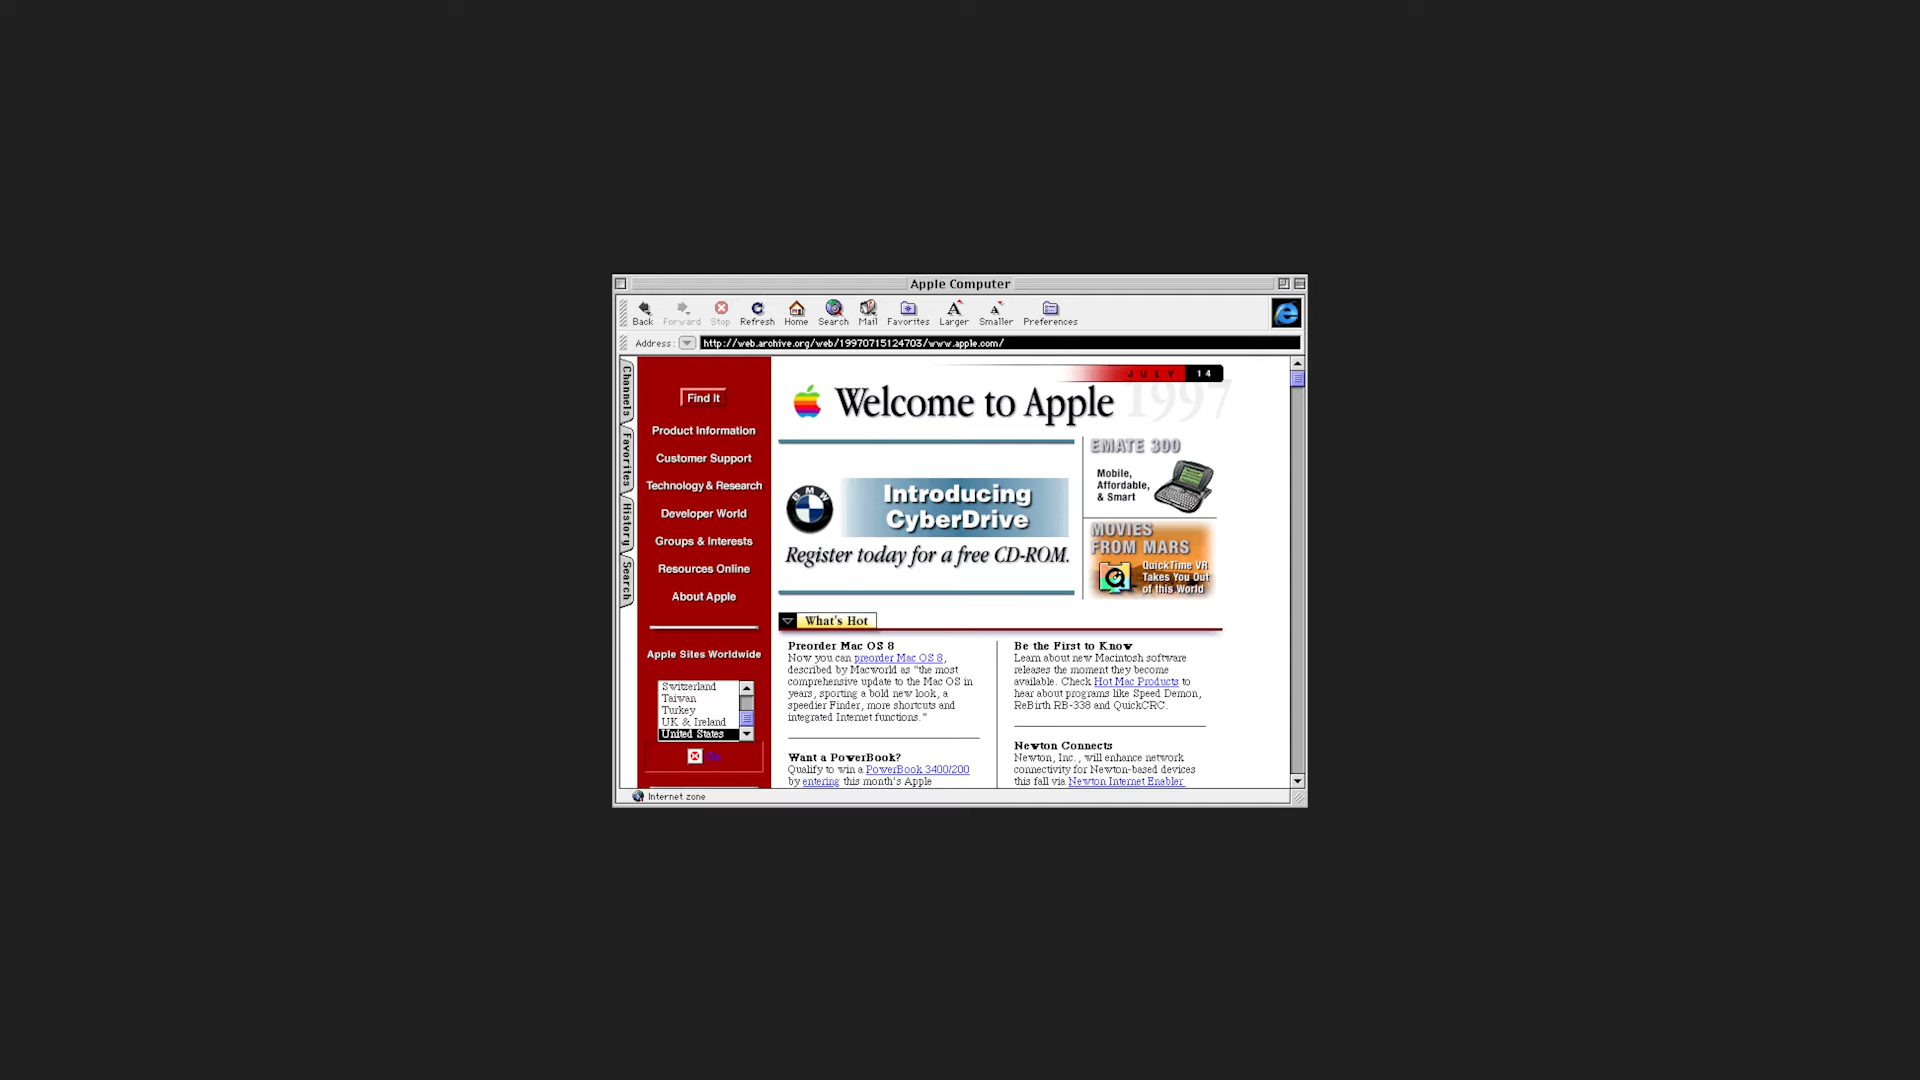 Apple Computer
Back Forward Stop Refresh Home Search Mail Favorites Larger Smaller Preferences
Address: http://web.archive.org/web/19970715124703/www.apple.com/
Channels
Favorites
History
Search
Find It
Product Information
Customer Support
Technology & Research
Developer World
Groups & Interests
Resources Online
About Apple
Apple Sites Worldwide
Switzerland
Taiwan
Turkey
UK & Ireland
United States
Go
JULY 14
1997
Welcome to Apple
BMW
Introducing
CyberDrive
Register today for a free CD-ROM.
EMATE 300
Mobile,
Affordable,
& Smart
MOVIES
FROM MARS
QuickTime VR
Takes You Out
of this World
What's Hot
Preorder Mac OS 8
Now you can preorder Mac OS 8,
described by Macworld as "the most
comprehensive update to the Mac OS in
years, sporting a bold new look, a
speedier Finder, more shortcuts and
integrated Internet functions."
Want a PowerBook?
Qualify to win a PowerBook 3400/200
by entering this month's Apple
Be the First to Know
Learn about new Macintosh software
releases the moment they become
available. Check Hot Mac Products to
hear about programs like Speed Demon,
ReBirth RB-338 and QuickCRC.
Newton Connects
Newton, Inc., will enhance network
connectivity for Newton-based devices
this fall via Newton Internet Enabler
Internet zone